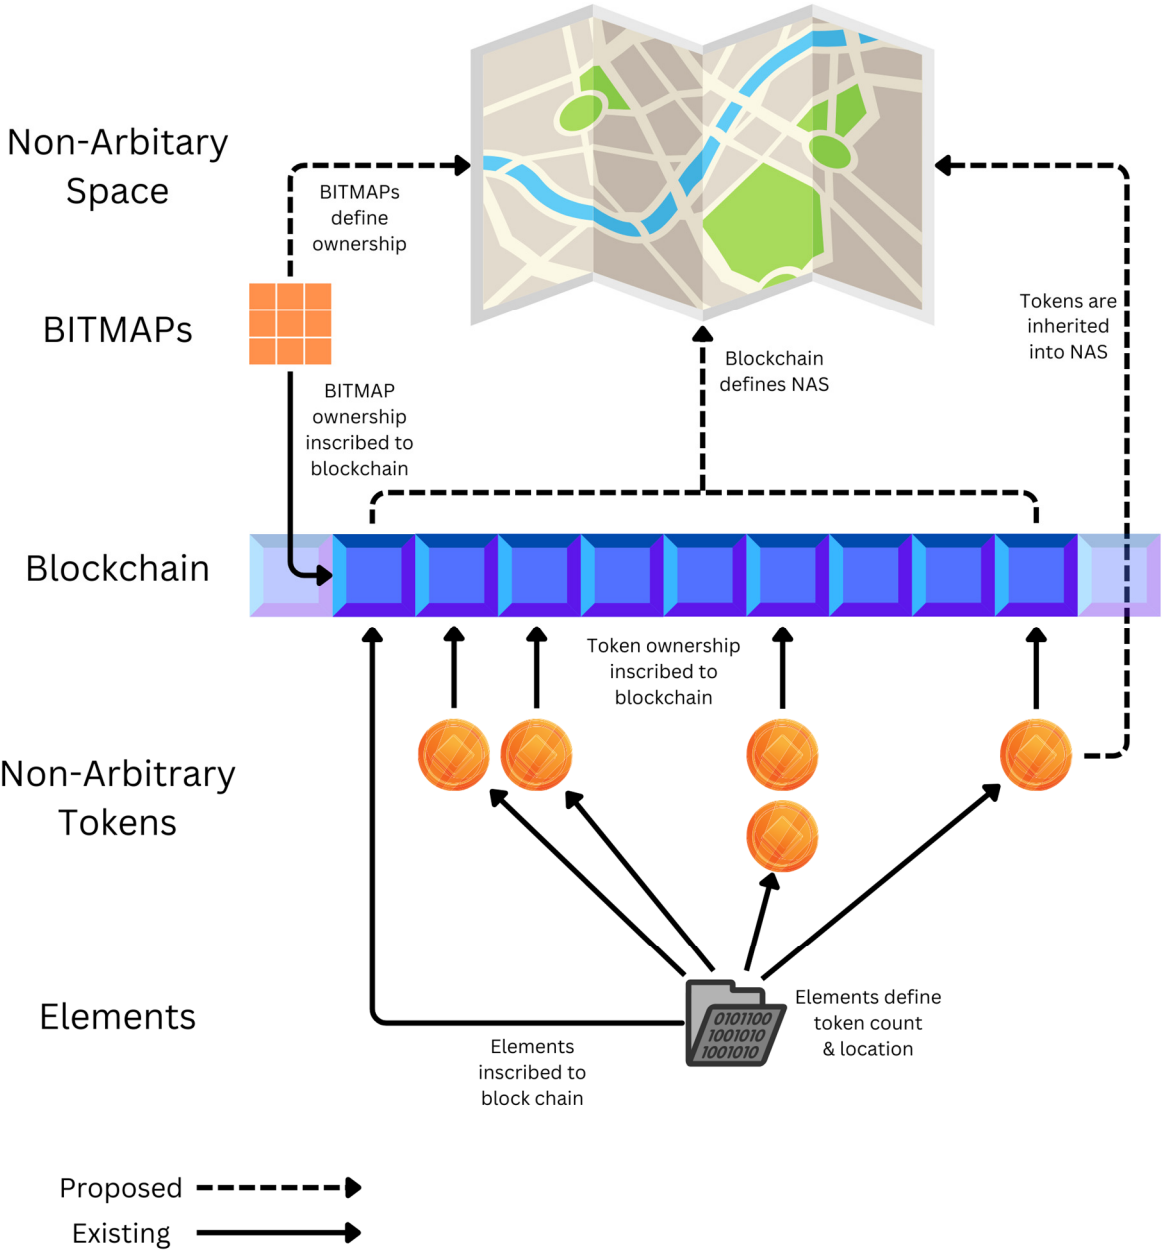 Non-Arbitary
Space
BITMAPs
define
ownership
BITMAPs
Tokens are
inherited
into NAS
Blockchain
defines NAS
BITMAP
ownership
inscribed to
blockchain
Blockchain
Token ownership
inscribed to
blockchain
Non-Arbitrary
Tokens
Elements
0101100
1001010
1001010
Elements define
token count
& location
Elements
inscribed to
block chain
Proposed
Existing